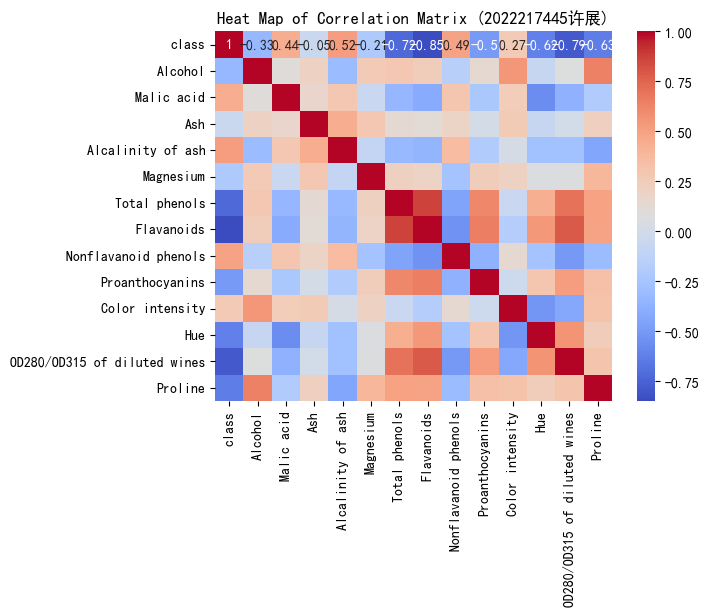 Heat Map of Correlation Matrix (2022217445许展)
class
Alcohol
Malic acid
Ash
Alcalinity of ash
Magnesium
Total phenols
Flavanoids
Nonflavanoid phenols
Proanthocyanins
Color intensity
Hue
OD280/OD315 of diluted wines
Proline
1 -0.33 0.44 -0.05 0.52 -0.21 -0.72 -0.85 0.49 -0.5 0.27 -0.62 -0.79 -0.63
class
Alcohol
Malic acid
Ash
Alcalinity of ash
Magnesium
Total phenols
Flavanoids
Nonflavanoid phenols
Proanthocyanins
Color intensity
Hue
OD280/OD315 of diluted wines
Proline
1.00
0.75
0.50
0.25
0.00
−0.25
−0.50
−0.75